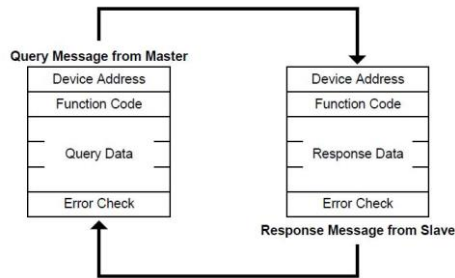 Query Message from Master
Device Address
Function Code
Query Data
Error Check
Device Address
Function Code
Response Data
Error Check
Response Message from Slave